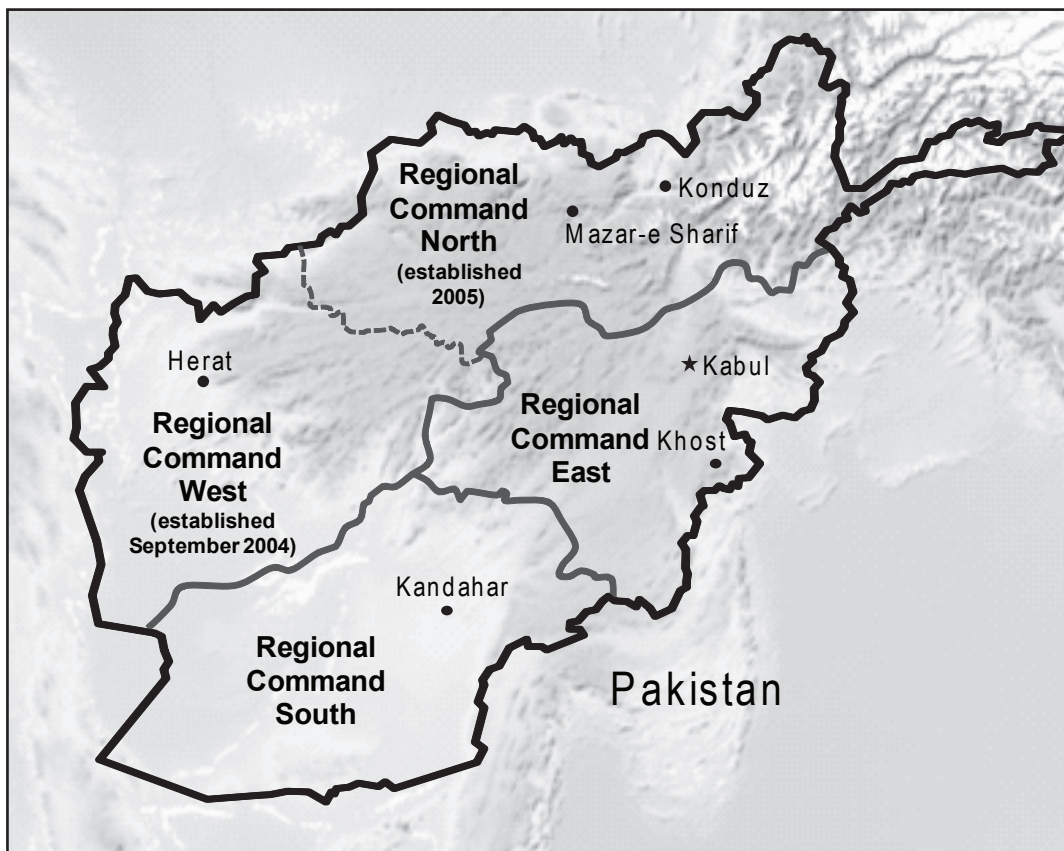 Regional
Command
North
(established
2005)
Konduz
Mazar-e Sharif
Herat
Regional
Command
West
(established
September 2004)
Kabul
Regional
Command
East
Khost
Kandahar
Regional
Command
South
Pakistan